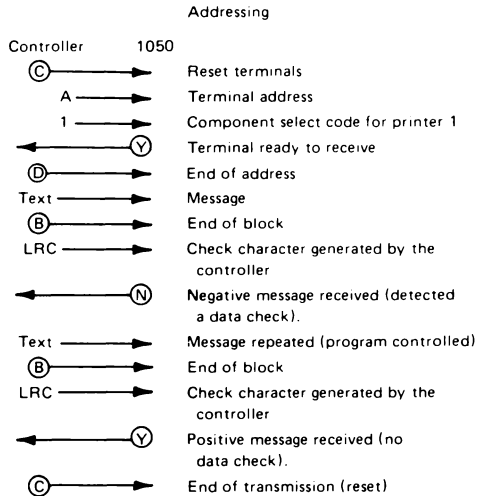 Addressing
Controller 1050
C Reset terminals
A Terminal address
1 Component select code for printer 1
Y Terminal ready to receive
D End of address
Text Message
B End of block
LRC Check character generated by the
controller
N Negative message received (detected
a data check).
Text Message repeated (program controlled)
B End of block
LRC Check character generated by the
controller
Y Positive message received (no
data check).
C End of transmission (reset)